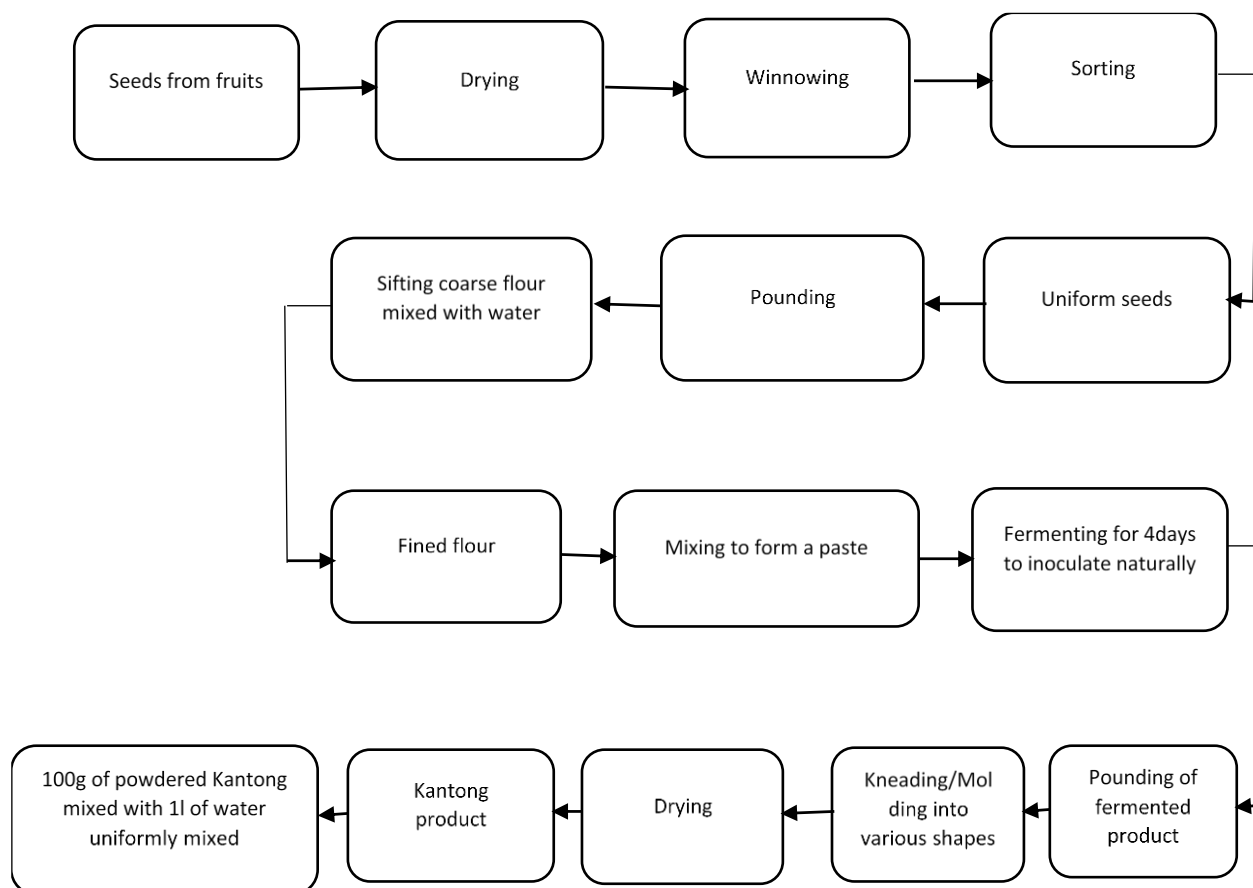 Seeds from fruits
Drying
Winnowing
Sorting
Uniform seeds
Pounding
Sifting coarse flour
mixed with water
Fined flour
Mixing to form a paste
Fermenting for 4days
to inoculate naturally
Pounding of
fermented
product
Kneading/Mol
ding into
various shapes
Drying
Kantong
product
100g of powdered Kantong
mixed with 1l of water
uniformly mixed